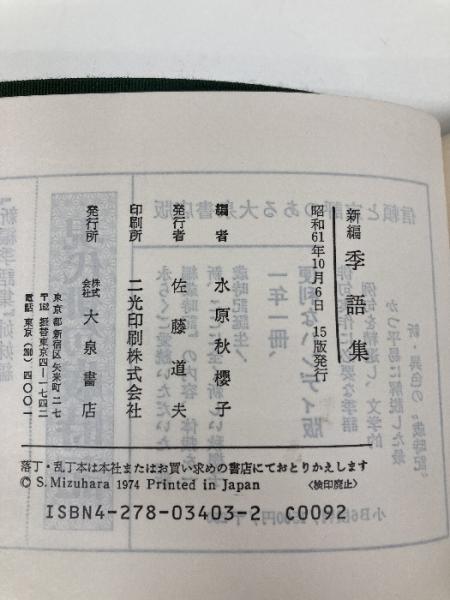 新編 季語集
昭和61年10月6日 15版発行
編者 水原秋櫻子
発行者 佐藤道夫
印刷所 二光印刷株式会社
発行所 株式会社 大泉書店
東京都新宿区矢来町二七
〒162 振替東京四—一七四二
電話 東京(260)四〇〇一
落丁・乱丁本は本社またはお買い求めの書店にておとりかえします
© S. Mizuhara 1974 Printed in Japan 〈検印廃止〉
ISBN4-278-03403-2 C0092